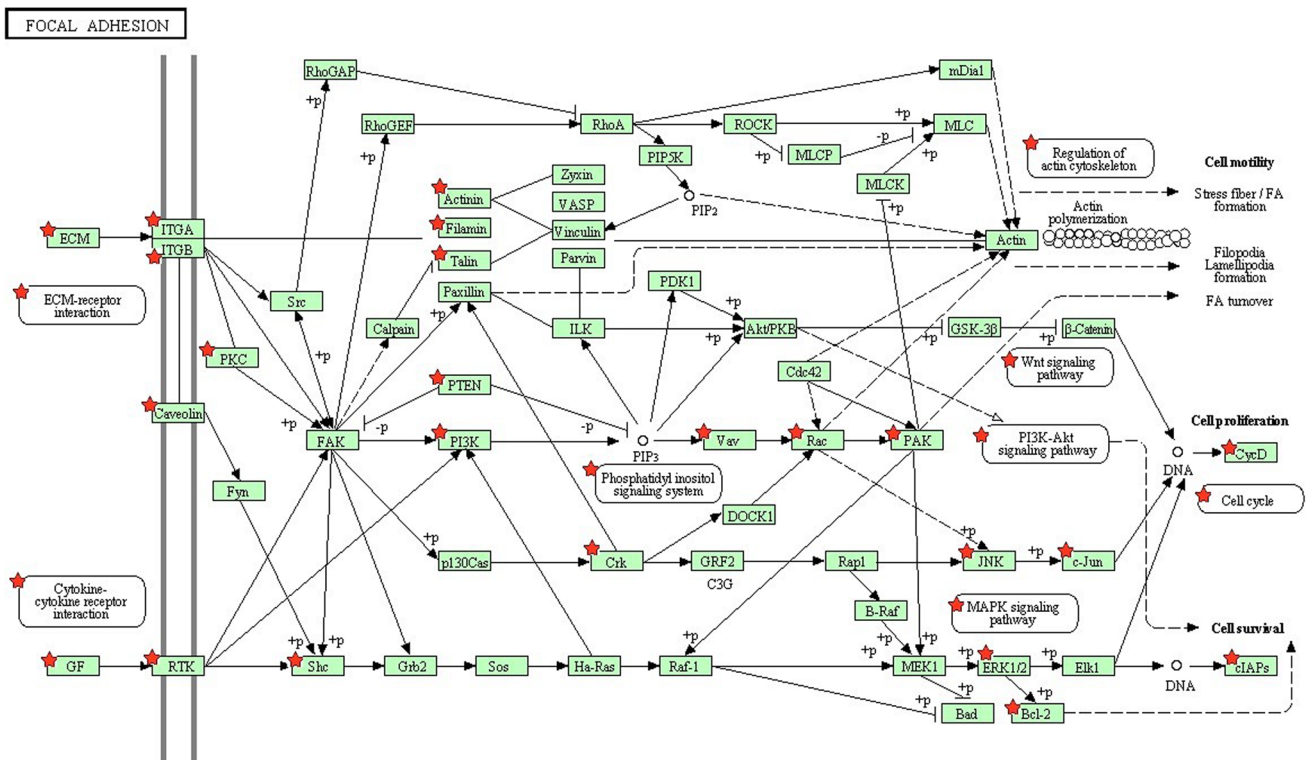 FOCAL ADHESION
RhoGAP
mDia1
+p
RhoGEF
RhoA
ROCK
+p
MLC
+p
PIP5K
+p
MLCP
-p
+p
Regulation of
actin cytoskeleton
Cell motility
Zyxin
MLCK
Actinin
PIP2
+p
Stress fiber / FA
formation
VASP
Actin
polymerization
ITGA
Filamin
Vinculin
ECM
ITGB
Actin
Talin
Parvin
Filopodia
Lamellipodia
formation
ECM-receptor
interaction
Src
Paxillin
PDK1
+p
+p
FA turnover
Calpain
ILK
+p
Akt/PKB
GSK-3β
+p
β-Catenin
PKC
+p
Cdc42
Wnt signaling
pathway
PTEN
Caveolin
+p
-p
-p
Cell proliferation
FAK
PI3K
PIP3
Vav
Rac
PAK
PI3K-Akt
signaling pathway
DNA
CycD
Phosphatidyl inositol
signaling system
Fyn
Cell cycle
DOCK1
+p
+p
p130Cas
Crk
GRF2
C3G
Rap1
JNK
+p
c-Jun
Cytokine-
cytokine receptor
interaction
B-Raf
MAPK signaling
pathway
Cell survival
+p
+p
+p
+p
+p
GF
RTK
Shc
Grb2
Sos
Ha-Ras
Raf-1
+p
MEK1
+p
ERK1/2
+p
Elk1
DNA
cIAPs
+p
+p
+p
Bad
Bcl-2